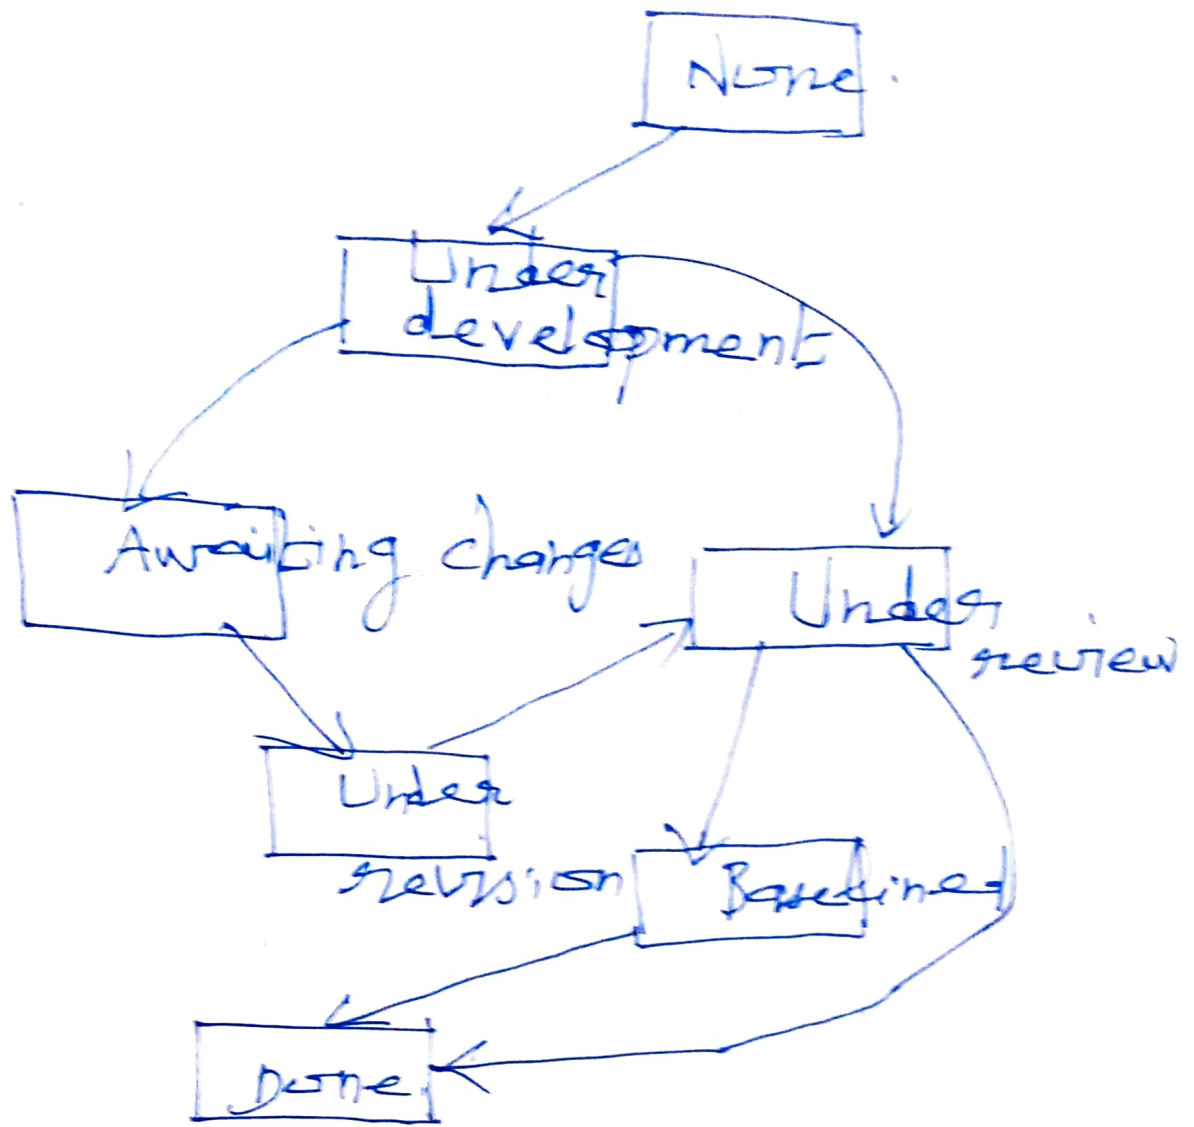 None
Under
development
Awaiting changes
Under
review
Under
revision
Baselined
Done